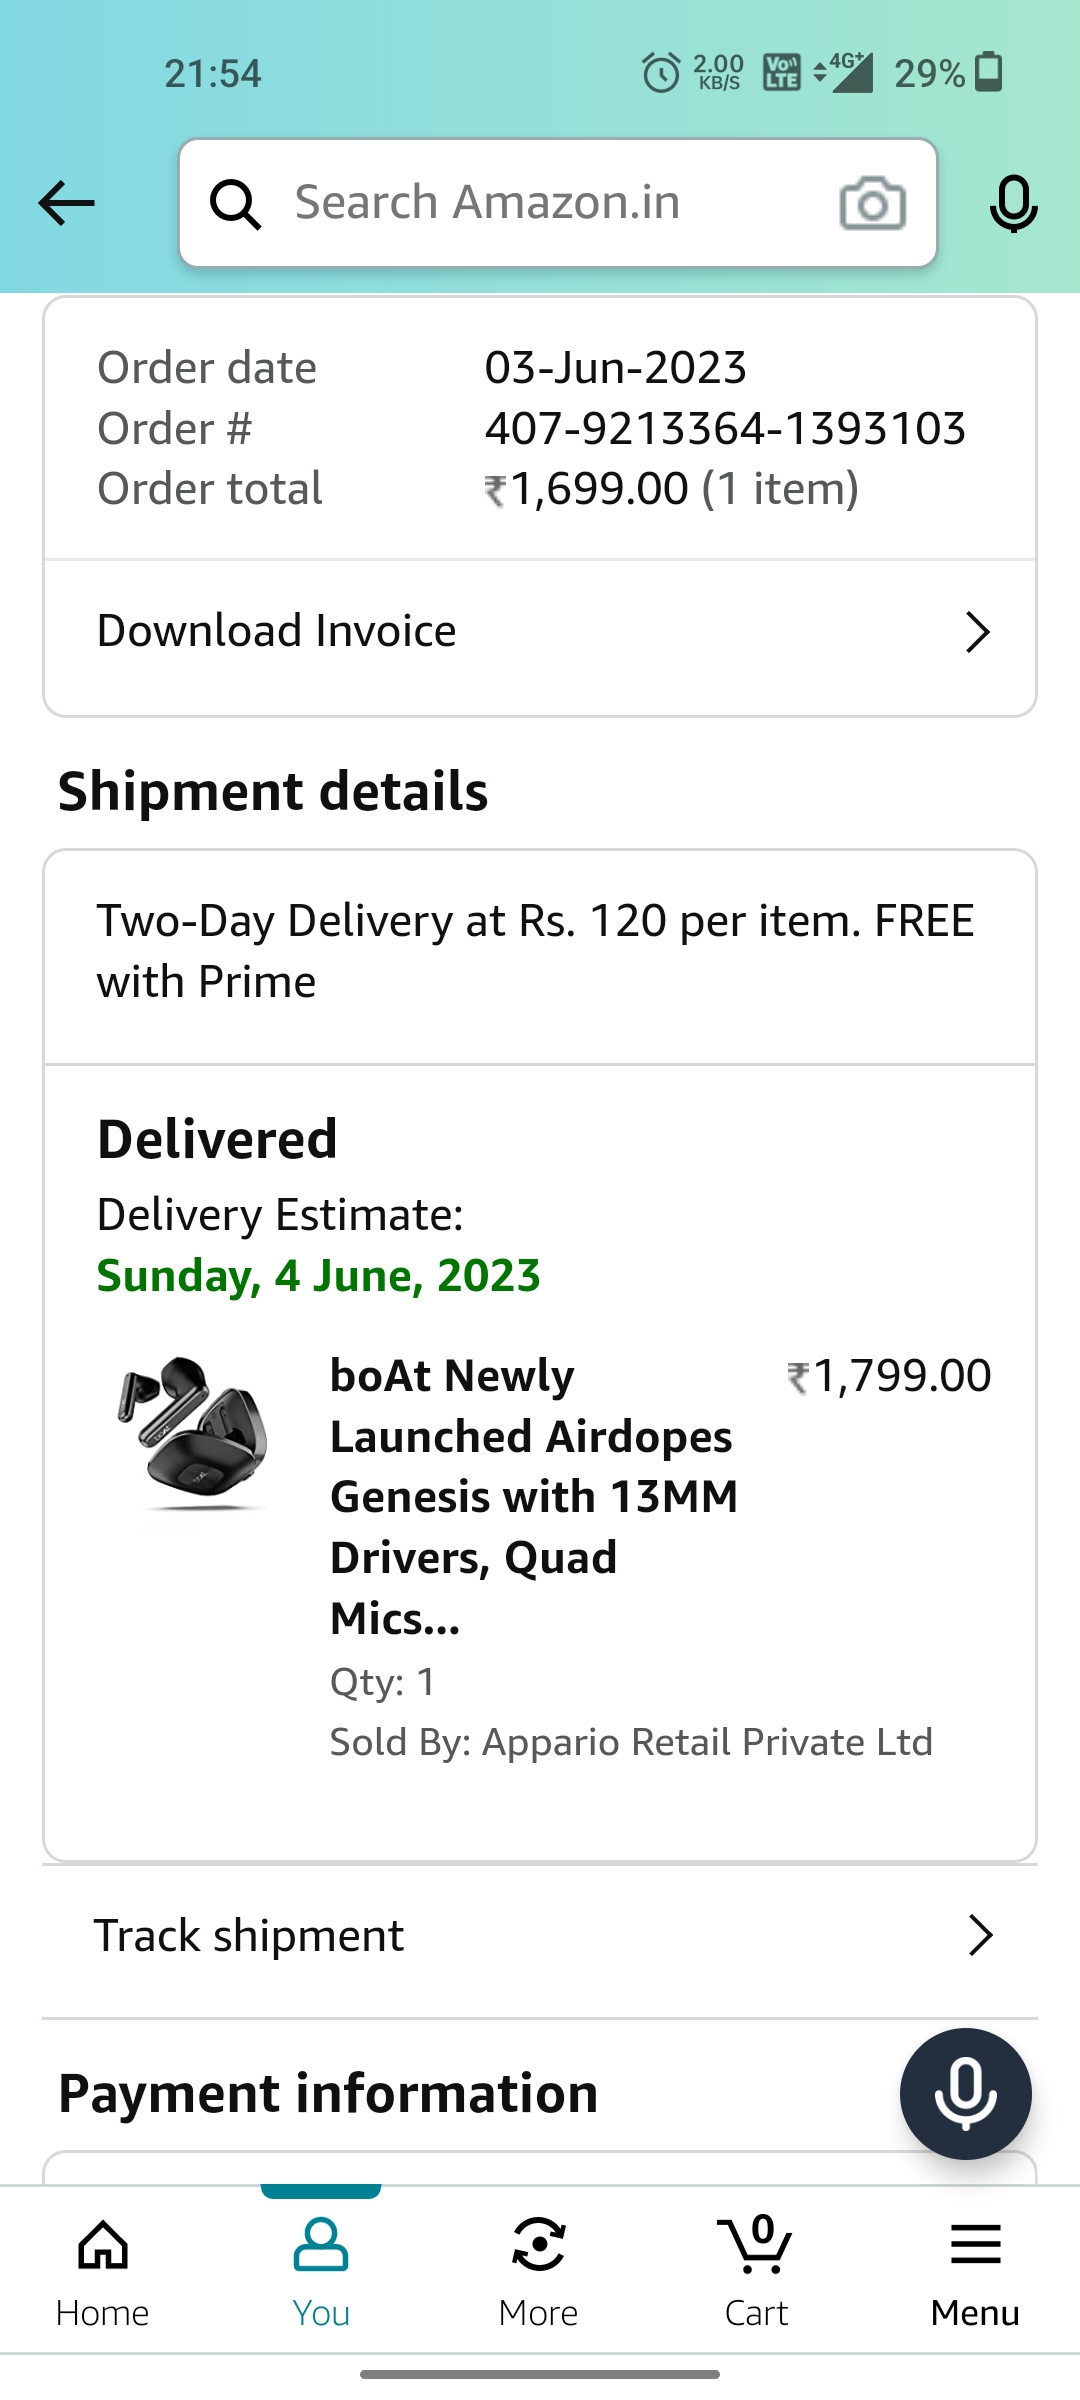 21:54
2.00 KB/S
VoLTE
4G+
29%
Search Amazon.in
Order date 03-Jun-2023
Order # 407-9213364-1393103
Order total ₹1,699.00 (1 item)
Download Invoice
Shipment details
Two-Day Delivery at Rs. 120 per item. FREE
with Prime
Delivered
Delivery Estimate:
Sunday, 4 June, 2023
boAt Newly ₹1,799.00
Launched Airdopes
Genesis with 13MM
Drivers, Quad
Mics...
Qty: 1
Sold By: Appario Retail Private Ltd
Track shipment
Payment information
0
Home You More Cart Menu